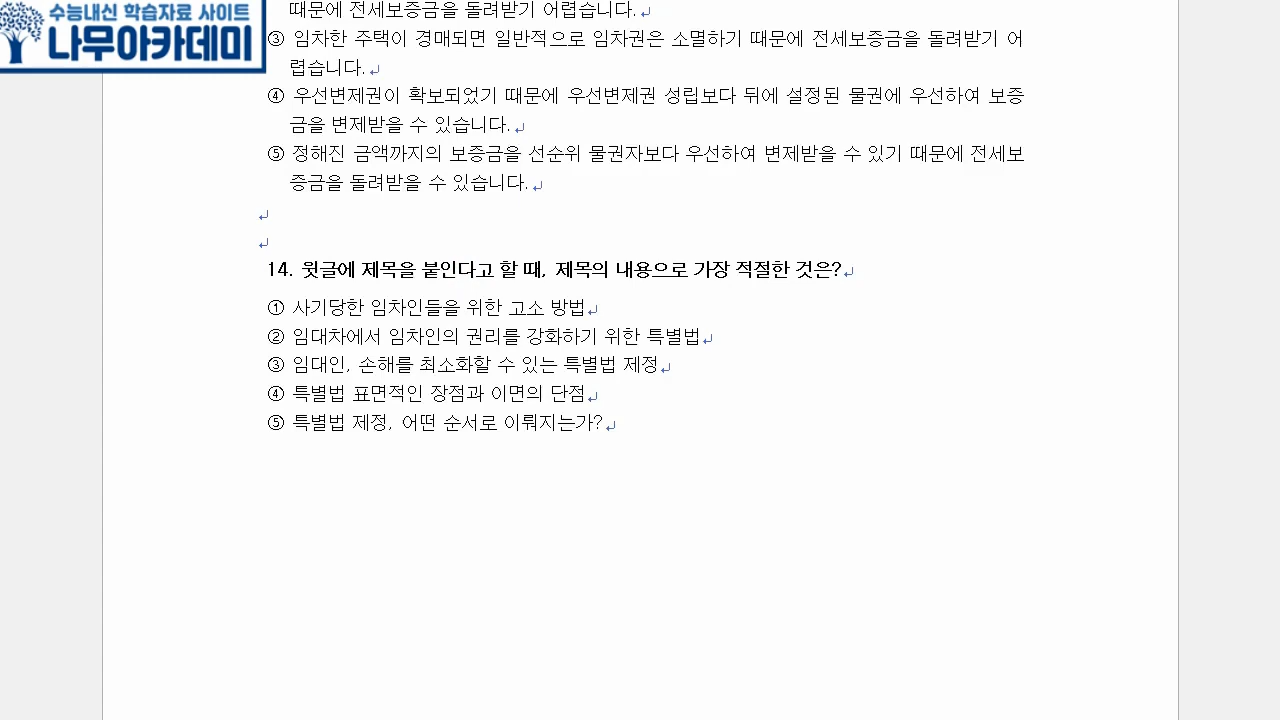 수능내신 학습자료 사이트
나무아카데미
때문에 전세보증금을 돌려받기 어렵습니다.
③ 임차한 주택이 경매되면 일반적으로 임차권은 소멸하기 때문에 전세보증금을 돌려받기 어
렵습니다.
④ 우선변제권이 확보되었기 때문에 우선변제권 성립보다 뒤에 설정된 물권에 우선하여 보증
금을 변제받을 수 있습니다.
⑤ 정해진 금액까지의 보증금을 선순위 물권자보다 우선하여 변제받을 수 있기 때문에 전세보
증금을 돌려받을 수 있습니다.
14. 윗글에 제목을 붙인다고 할 때, 제목의 내용으로 가장 적절한 것은?
① 사기당한 임차인들을 위한 고소 방법
② 임대차에서 임차인의 권리를 강화하기 위한 특별법
③ 임대인, 손해를 최소화할 수 있는 특별법 제정
④ 특별법 표면적인 장점과 이면의 단점
⑤ 특별법 제정, 어떤 순서로 이뤄지는가?